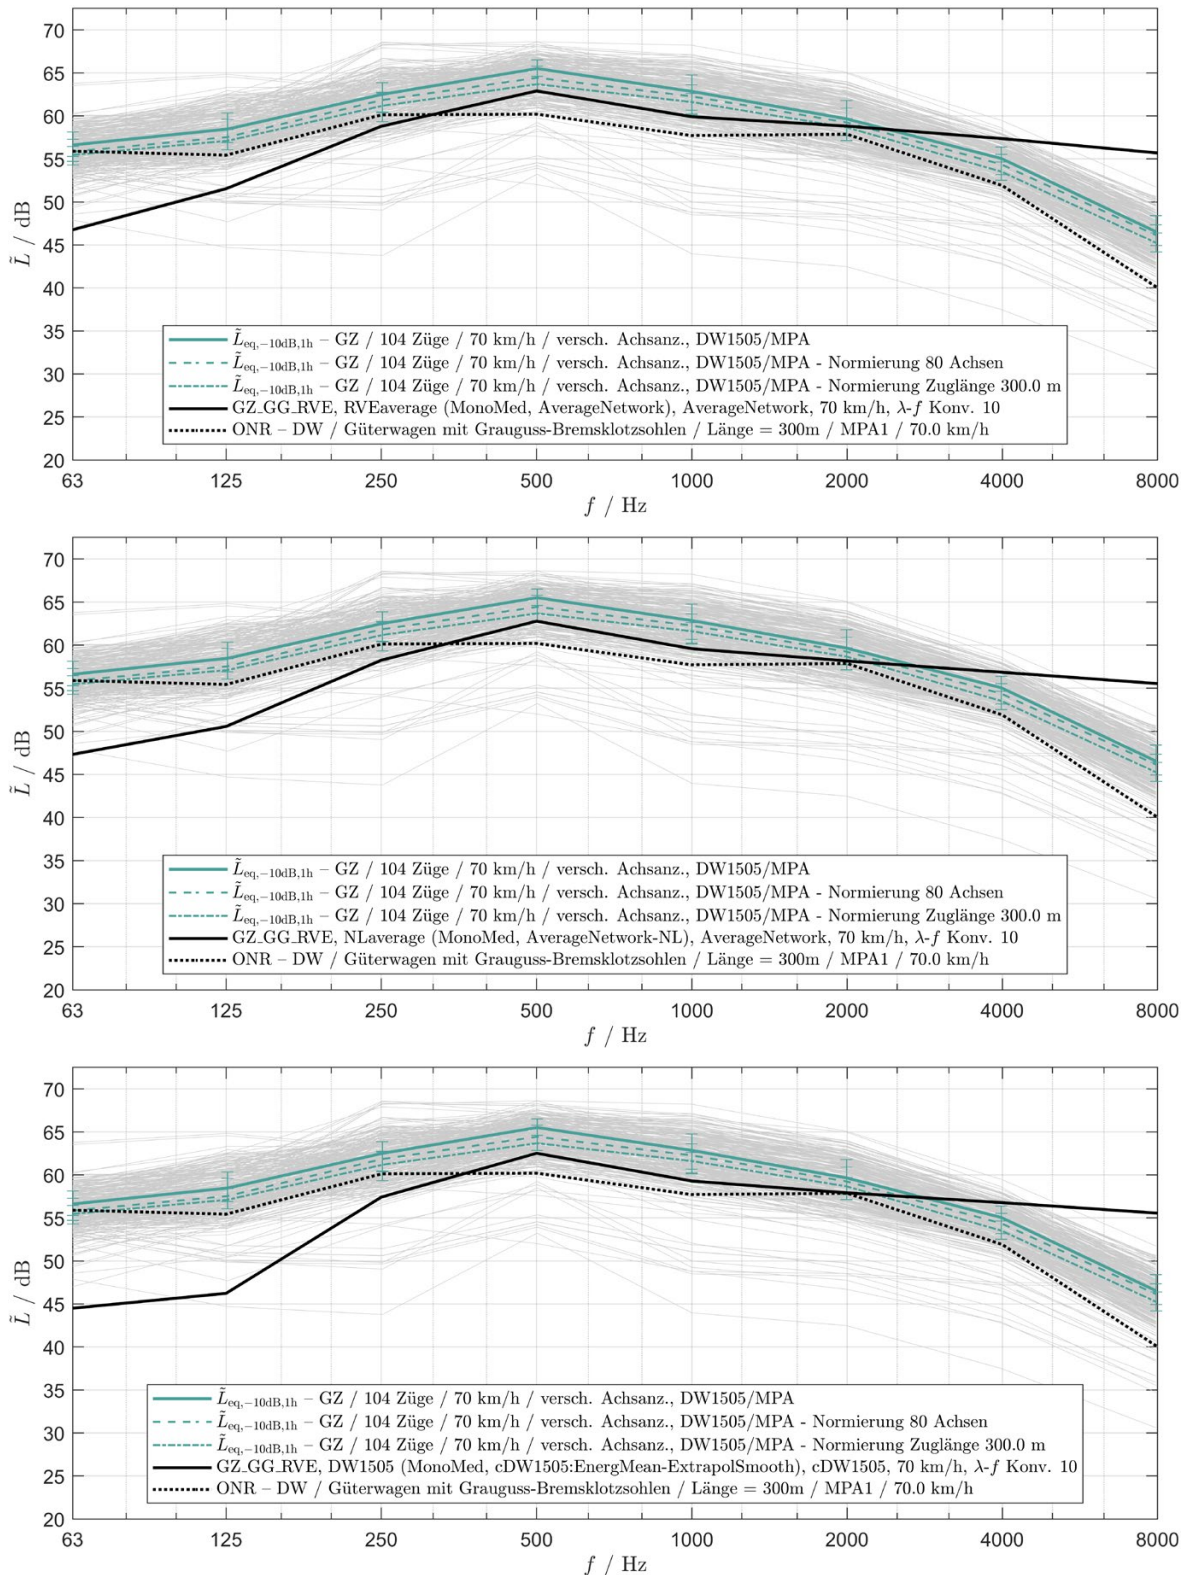 70
65
60
55
50
45
40
35
30
25
20
L̃ / dB
L̃eq,−10dB,1h – GZ / 104 Züge / 70 km/h / versch. Achsanz., DW1505/MPA
L̃eq,−10dB,1h – GZ / 104 Züge / 70 km/h / versch. Achsanz., DW1505/MPA - Normierung 80 Achsen
L̃eq,−10dB,1h – GZ / 104 Züge / 70 km/h / versch. Achsanz., DW1505/MPA - Normierung Zuglänge 300.0 m
GZ_GG_RVE, RVEaverage (MonoMed, AverageNetwork), AverageNetwork, 70 km/h, λ-f Konv. 10
ONR – DW / Güterwagen mit Grauguss-Bremsklotzsohlen / Länge = 300m / MPA1 / 70.0 km/h
63 125 250 500 1000 2000 4000 8000
f / Hz
70
65
60
55
50
45
40
35
30
25
20
L̃ / dB
L̃eq,−10dB,1h – GZ / 104 Züge / 70 km/h / versch. Achsanz., DW1505/MPA
L̃eq,−10dB,1h – GZ / 104 Züge / 70 km/h / versch. Achsanz., DW1505/MPA - Normierung 80 Achsen
L̃eq,−10dB,1h – GZ / 104 Züge / 70 km/h / versch. Achsanz., DW1505/MPA - Normierung Zuglänge 300.0 m
GZ_GG_RVE, NLaverage (MonoMed, AverageNetwork-NL), AverageNetwork, 70 km/h, λ-f Konv. 10
ONR – DW / Güterwagen mit Grauguss-Bremsklotzsohlen / Länge = 300m / MPA1 / 70.0 km/h
63 125 250 500 1000 2000 4000 8000
f / Hz
70
65
60
55
50
45
40
35
30
25
20
L̃ / dB
L̃eq,−10dB,1h – GZ / 104 Züge / 70 km/h / versch. Achsanz., DW1505/MPA
L̃eq,−10dB,1h – GZ / 104 Züge / 70 km/h / versch. Achsanz., DW1505/MPA - Normierung 80 Achsen
L̃eq,−10dB,1h – GZ / 104 Züge / 70 km/h / versch. Achsanz., DW1505/MPA - Normierung Zuglänge 300.0 m
GZ_GG_RVE, DW1505 (MonoMed, cDW1505:EnergMean-ExtrapolSmooth), cDW1505, 70 km/h, λ-f Konv. 10
ONR – DW / Güterwagen mit Grauguss-Bremsklotzsohlen / Länge = 300m / MPA1 / 70.0 km/h
63 125 250 500 1000 2000 4000 8000
f / Hz